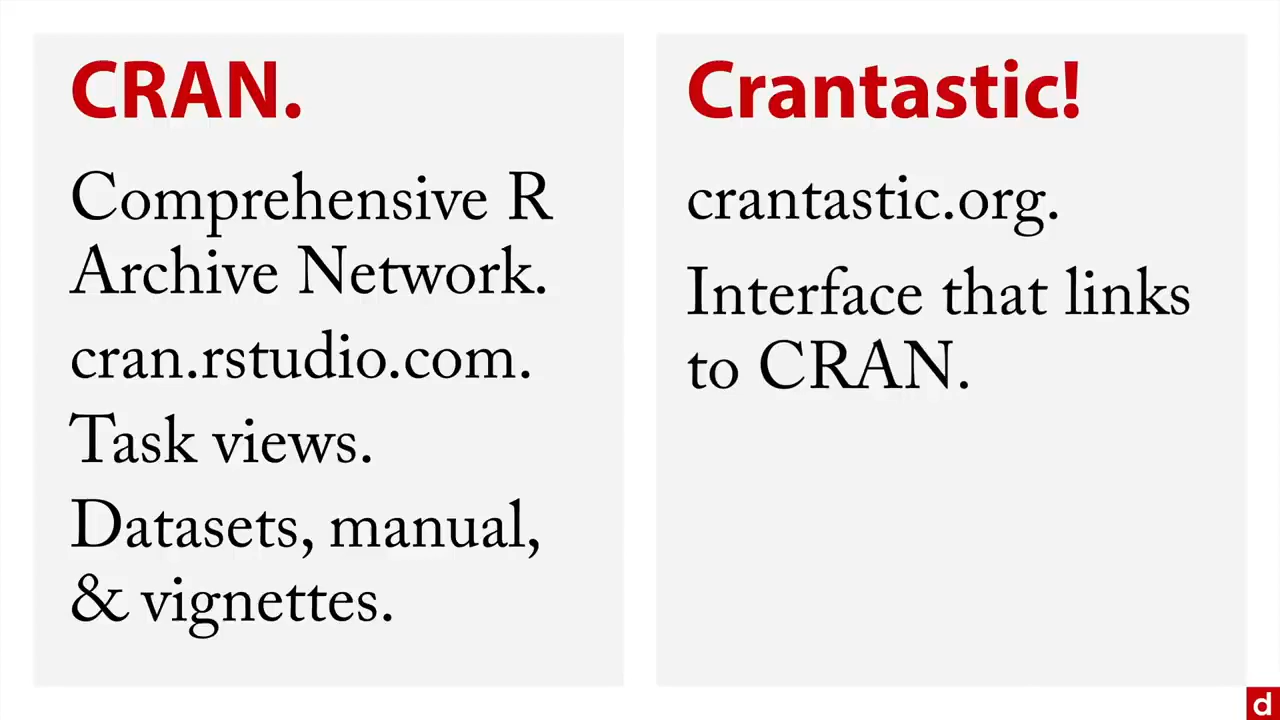 CRAN.
Comprehensive R
Archive Network.
cran.rstudio.com.
Task views.
Datasets, manual,
& vignettes.
Crantastic!
crantastic.org.
Interface that links
to CRAN.
d